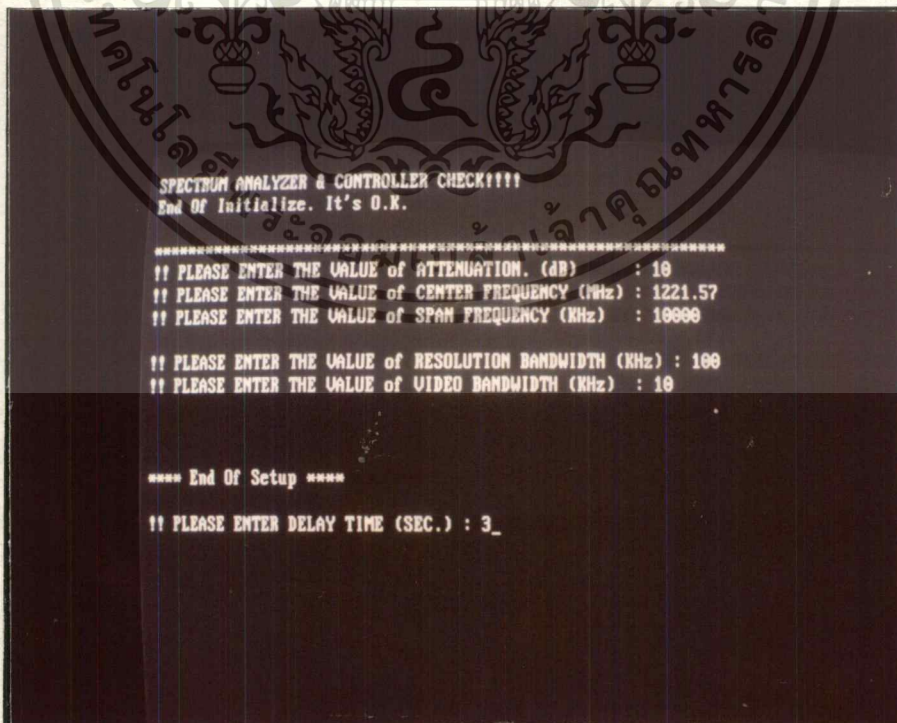 SPECTRUM ANALYZER & CONTROLLER CHECK!!!!
End Of Initialize. It's O.K.
************************************************************************
!! PLEASE ENTER THE VALUE of ATTENUATION. (dB) : 10
!! PLEASE ENTER THE VALUE of CENTER FREQUENCY (MHz) : 1221.57
!! PLEASE ENTER THE VALUE of SPAN FREQUENCY (KHz) : 10000
!! PLEASE ENTER THE VALUE of RESOLUTION BANDWIDTH (KHz) : 100
!! PLEASE ENTER THE VALUE of VIDEO BANDWIDTH (KHz) : 10
**** End Of Setup ****
!! PLEASE ENTER DELAY TIME (SEC.) : 3_